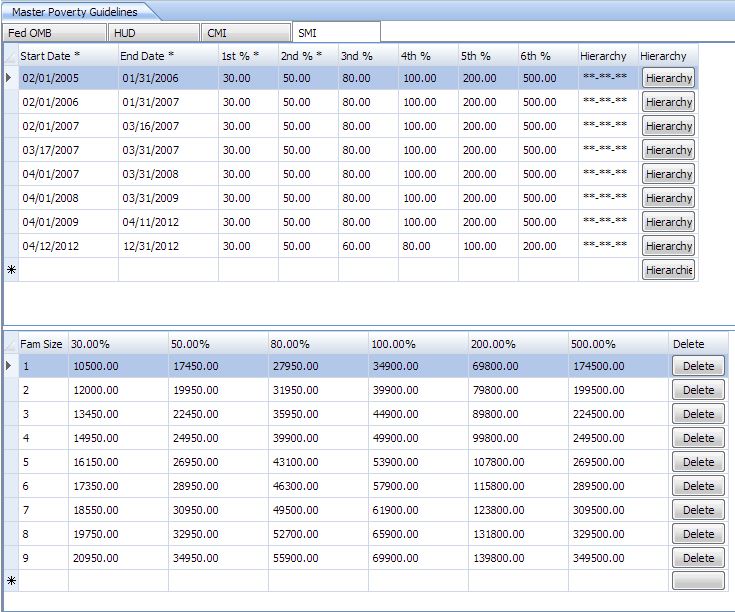 Master Poverty Guidelines
Fed OMB HUD CMI SMI
Start Date * End Date * 1st % * 2nd % * 3nd % 4th % 5th % 6th % Hierarchy Hierarchy
02/01/2005 01/31/2006 30.00 50.00 80.00 100.00 200.00 500.00 **-**-** Hierarchy
02/01/2006 01/31/2007 30.00 50.00 80.00 100.00 200.00 500.00 **-**-** Hierarchy
02/01/2007 03/16/2007 30.00 50.00 80.00 100.00 200.00 500.00 **-**-** Hierarchy
03/17/2007 03/31/2007 30.00 50.00 80.00 100.00 200.00 500.00 **-**-** Hierarchy
04/01/2007 03/31/2008 30.00 50.00 80.00 100.00 200.00 500.00 **-**-** Hierarchy
04/01/2008 03/31/2009 30.00 50.00 80.00 100.00 200.00 500.00 **-**-** Hierarchy
04/01/2009 04/11/2012 30.00 50.00 80.00 100.00 200.00 500.00 **-**-** Hierarchy
04/12/2012 12/31/2012 30.00 50.00 60.00 80.00 100.00 200.00 **-**-** Hierarchy
* Hierarchie
Fam Size 30.00% 50.00% 80.00% 100.00% 200.00% 500.00% Delete
1 10500.00 17450.00 27950.00 34900.00 69800.00 174500.00 Delete
2 12000.00 19950.00 31950.00 39900.00 79800.00 199500.00 Delete
3 13450.00 22450.00 35950.00 44900.00 89800.00 224500.00 Delete
4 14950.00 24950.00 39900.00 49900.00 99800.00 249500.00 Delete
5 16150.00 26950.00 43100.00 53900.00 107800.00 269500.00 Delete
6 17350.00 28950.00 46300.00 57900.00 115800.00 289500.00 Delete
7 18550.00 30950.00 49500.00 61900.00 123800.00 309500.00 Delete
8 19750.00 32950.00 52700.00 65900.00 131800.00 329500.00 Delete
9 20950.00 34950.00 55900.00 69900.00 139800.00 349500.00 Delete
*